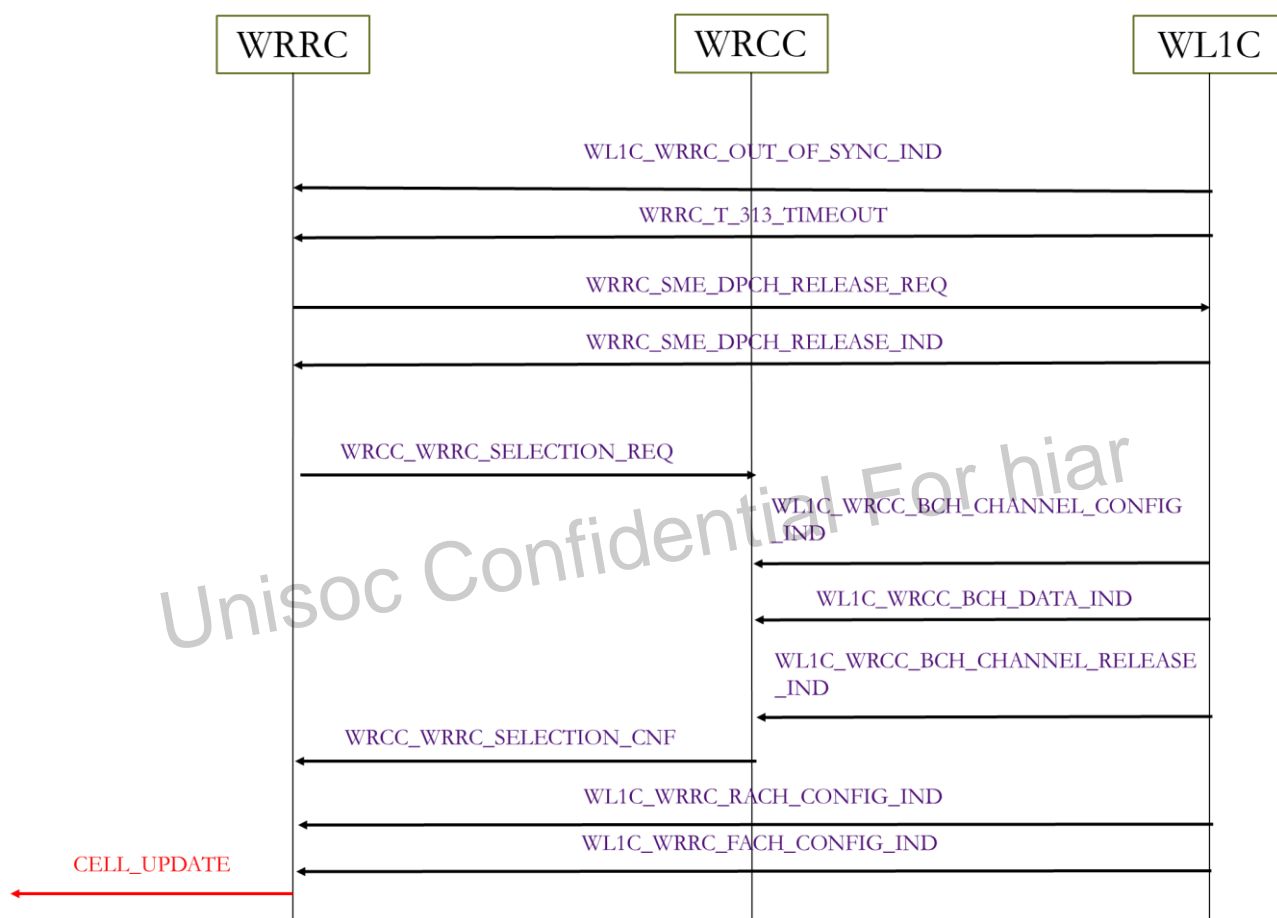 WRRC
WRCC
WL1C
WL1C_WRRC_OUT_OF_SYNC_IND
WRRC_T_313_TIMEOUT
WRRC_SME_DPCH_RELEASE_REQ
WRRC_SME_DPCH_RELEASE_IND
WRCC_WRRC_SELECTION_REQ
WL1C_WRCC_BCH_CHANNEL_CONFIG
_IND
WL1C_WRCC_BCH_DATA_IND
WL1C_WRCC_BCH_CHANNEL_RELEASE
_IND
WRCC_WRRC_SELECTION_CNF
WL1C_WRRC_RACH_CONFIG_IND
WL1C_WRRC_FACH_CONFIG_IND
CELL_UPDATE
Unisoc Confidential For hiar